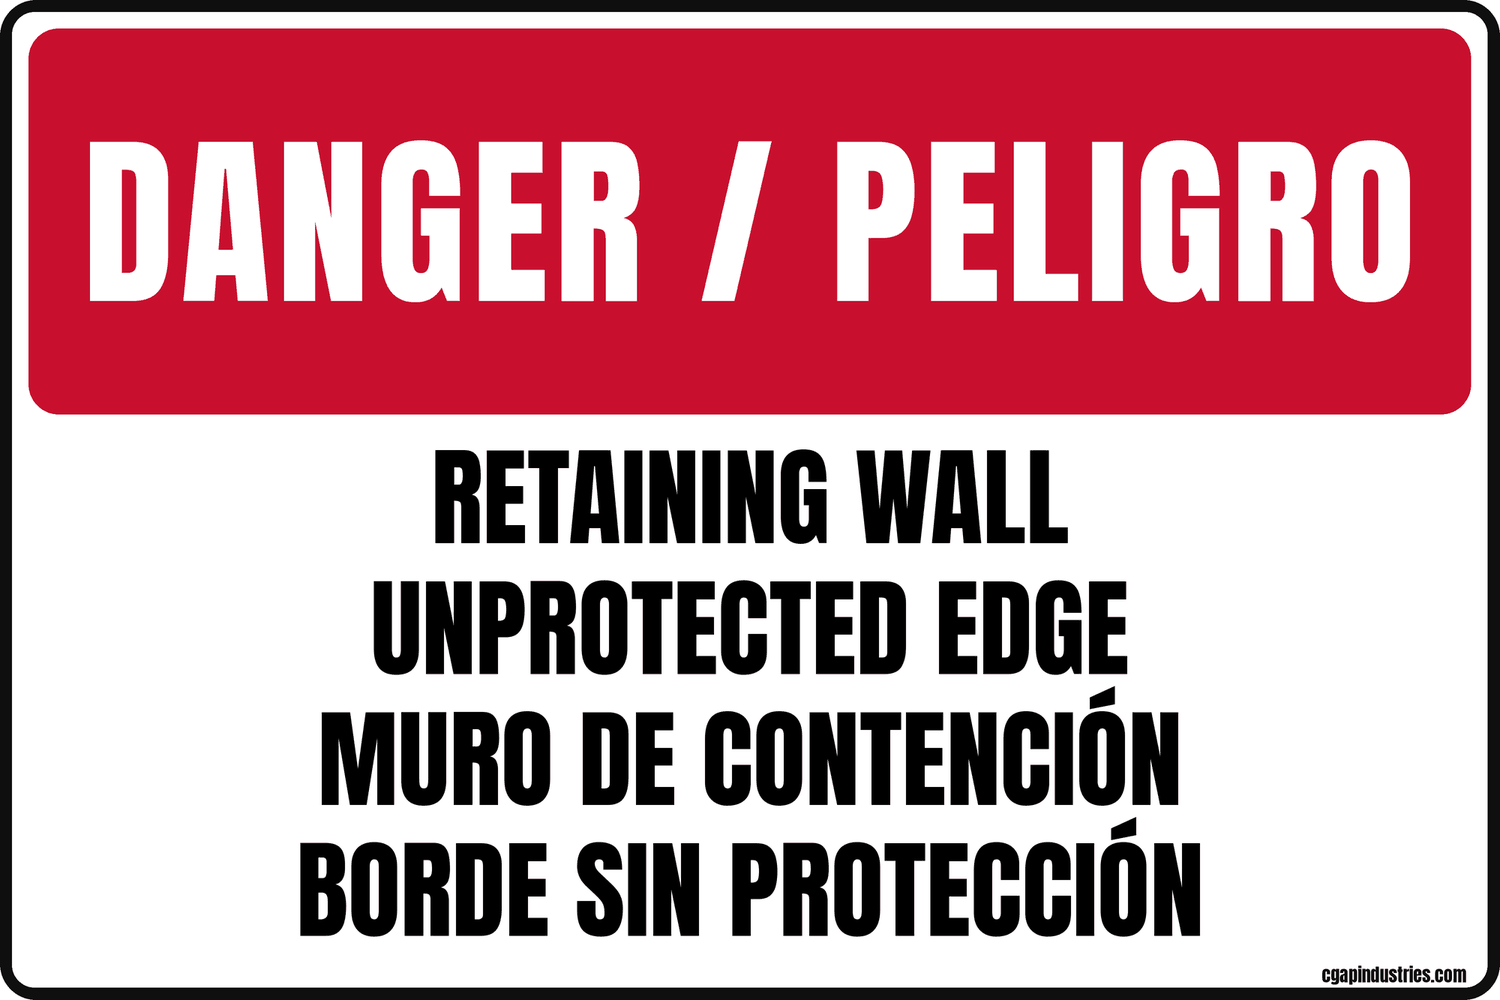 DANGER / PELIGRO
RETAINING WALL
UNPROTECTED EDGE
MURO DE CONTENCIÓN
BORDE SIN PROTECCIÓN
cgapindustries.com